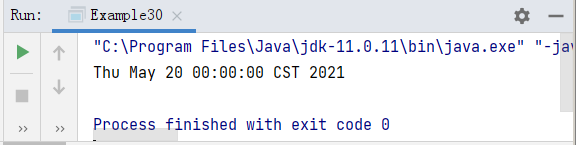 Run: Example30
"C:\Program Files\Java\jdk-11.0.11\bin\java.exe" "-jav
Thu May 20 00:00:00 CST 2021
Process finished with exit code 0